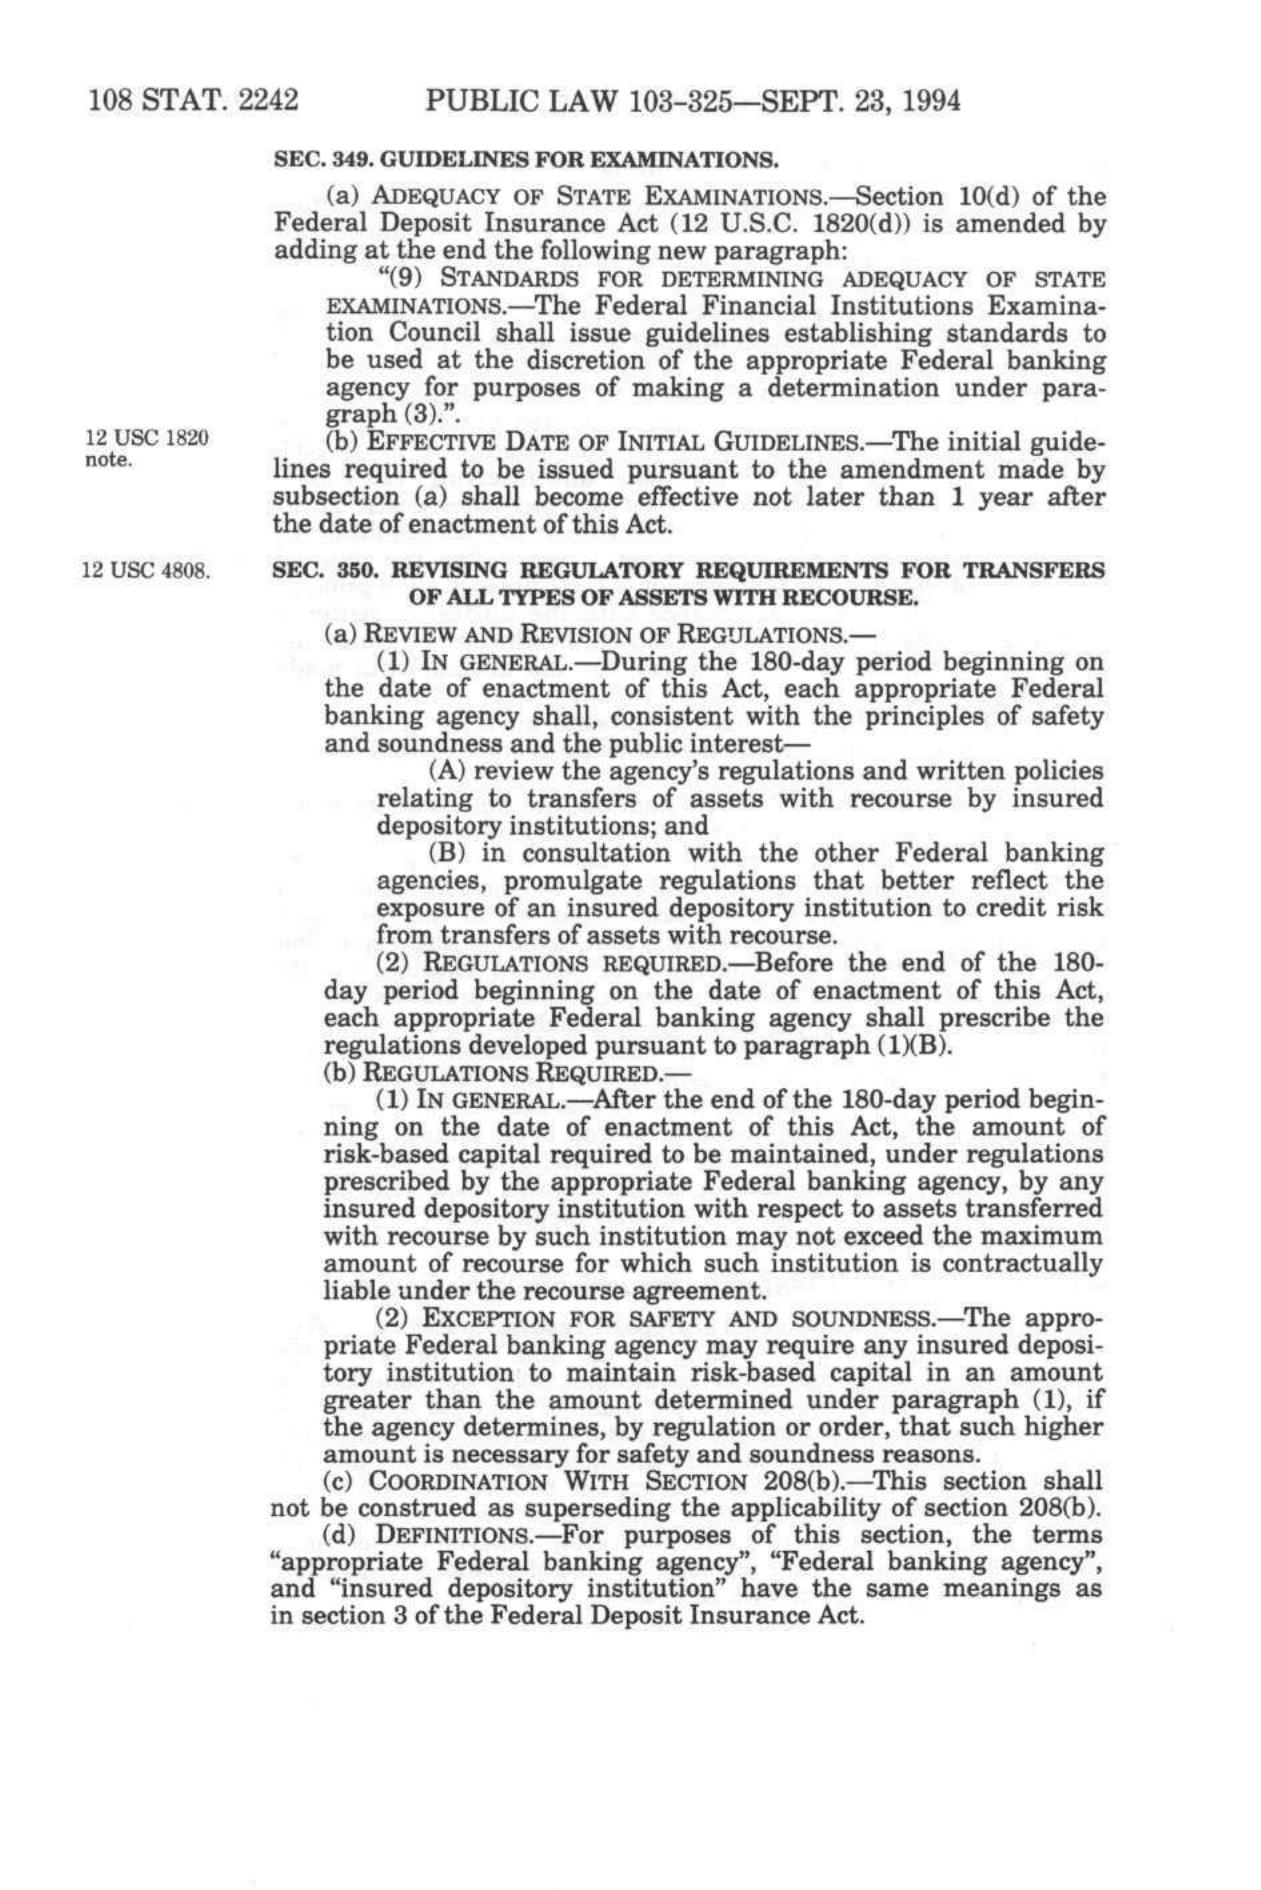 108 STAT. 2242 PUBLIC LAW 103-325—SEPT. 23, 1994
SEC. 349. GUIDELINES FOR EXAMINATIONS.
(a) ADEQUACY OF STATE EXAMINATIONS.—Section 10(d) of the
Federal Deposit Insurance Act (12 U.S.C. 1820(d)) is amended by
adding at the end the following new paragraph:
“(9) STANDARDS FOR DETERMINING ADEQUACY OF STATE
EXAMINATIONS.—The Federal Financial Institutions Examina-
tion Council shall issue guidelines establishing standards to
be used at the discretion of the appropriate Federal banking
agency for purposes of making a determination under para-
graph (3).”.
12 USC 1820
note.
(b) EFFECTIVE DATE OF INITIAL GUIDELINES.—The initial guide-
lines required to be issued pursuant to the amendment made by
subsection (a) shall become effective not later than 1 year after
the date of enactment of this Act.
12 USC 4808.
SEC. 350. REVISING REGULATORY REQUIREMENTS FOR TRANSFERS
OF ALL TYPES OF ASSETS WITH RECOURSE.
(a) REVIEW AND REVISION OF REGULATIONS.—
(1) IN GENERAL.—During the 180-day period beginning on
the date of enactment of this Act, each appropriate Federal
banking agency shall, consistent with the principles of safety
and soundness and the public interest—
(A) review the agency’s regulations and written policies
relating to transfers of assets with recourse by insured
depository institutions; and
(B) in consultation with the other Federal banking
agencies, promulgate regulations that better reflect the
exposure of an insured depository institution to credit risk
from transfers of assets with recourse.
(2) REGULATIONS REQUIRED.—Before the end of the 180-
day period beginning on the date of enactment of this Act,
each appropriate Federal banking agency shall prescribe the
regulations developed pursuant to paragraph (1)(B).
(b) REGULATIONS REQUIRED.—
(1) IN GENERAL.—After the end of the 180-day period begin-
ning on the date of enactment of this Act, the amount of
risk-based capital required to be maintained, under regulations
prescribed by the appropriate Federal banking agency, by any
insured depository institution with respect to assets transferred
with recourse by such institution may not exceed the maximum
amount of recourse for which such institution is contractually
liable under the recourse agreement.
(2) EXCEPTION FOR SAFETY AND SOUNDNESS.—The appro-
priate Federal banking agency may require any insured deposi-
tory institution to maintain risk-based capital in an amount
greater than the amount determined under paragraph (1), if
the agency determines, by regulation or order, that such higher
amount is necessary for safety and soundness reasons.
(c) COORDINATION WITH SECTION 208(b).—This section shall
not be construed as superseding the applicability of section 208(b).
(d) DEFINITIONS.—For purposes of this section, the terms
“appropriate Federal banking agency”, “Federal banking agency”,
and “insured depository institution” have the same meanings as
in section 3 of the Federal Deposit Insurance Act.